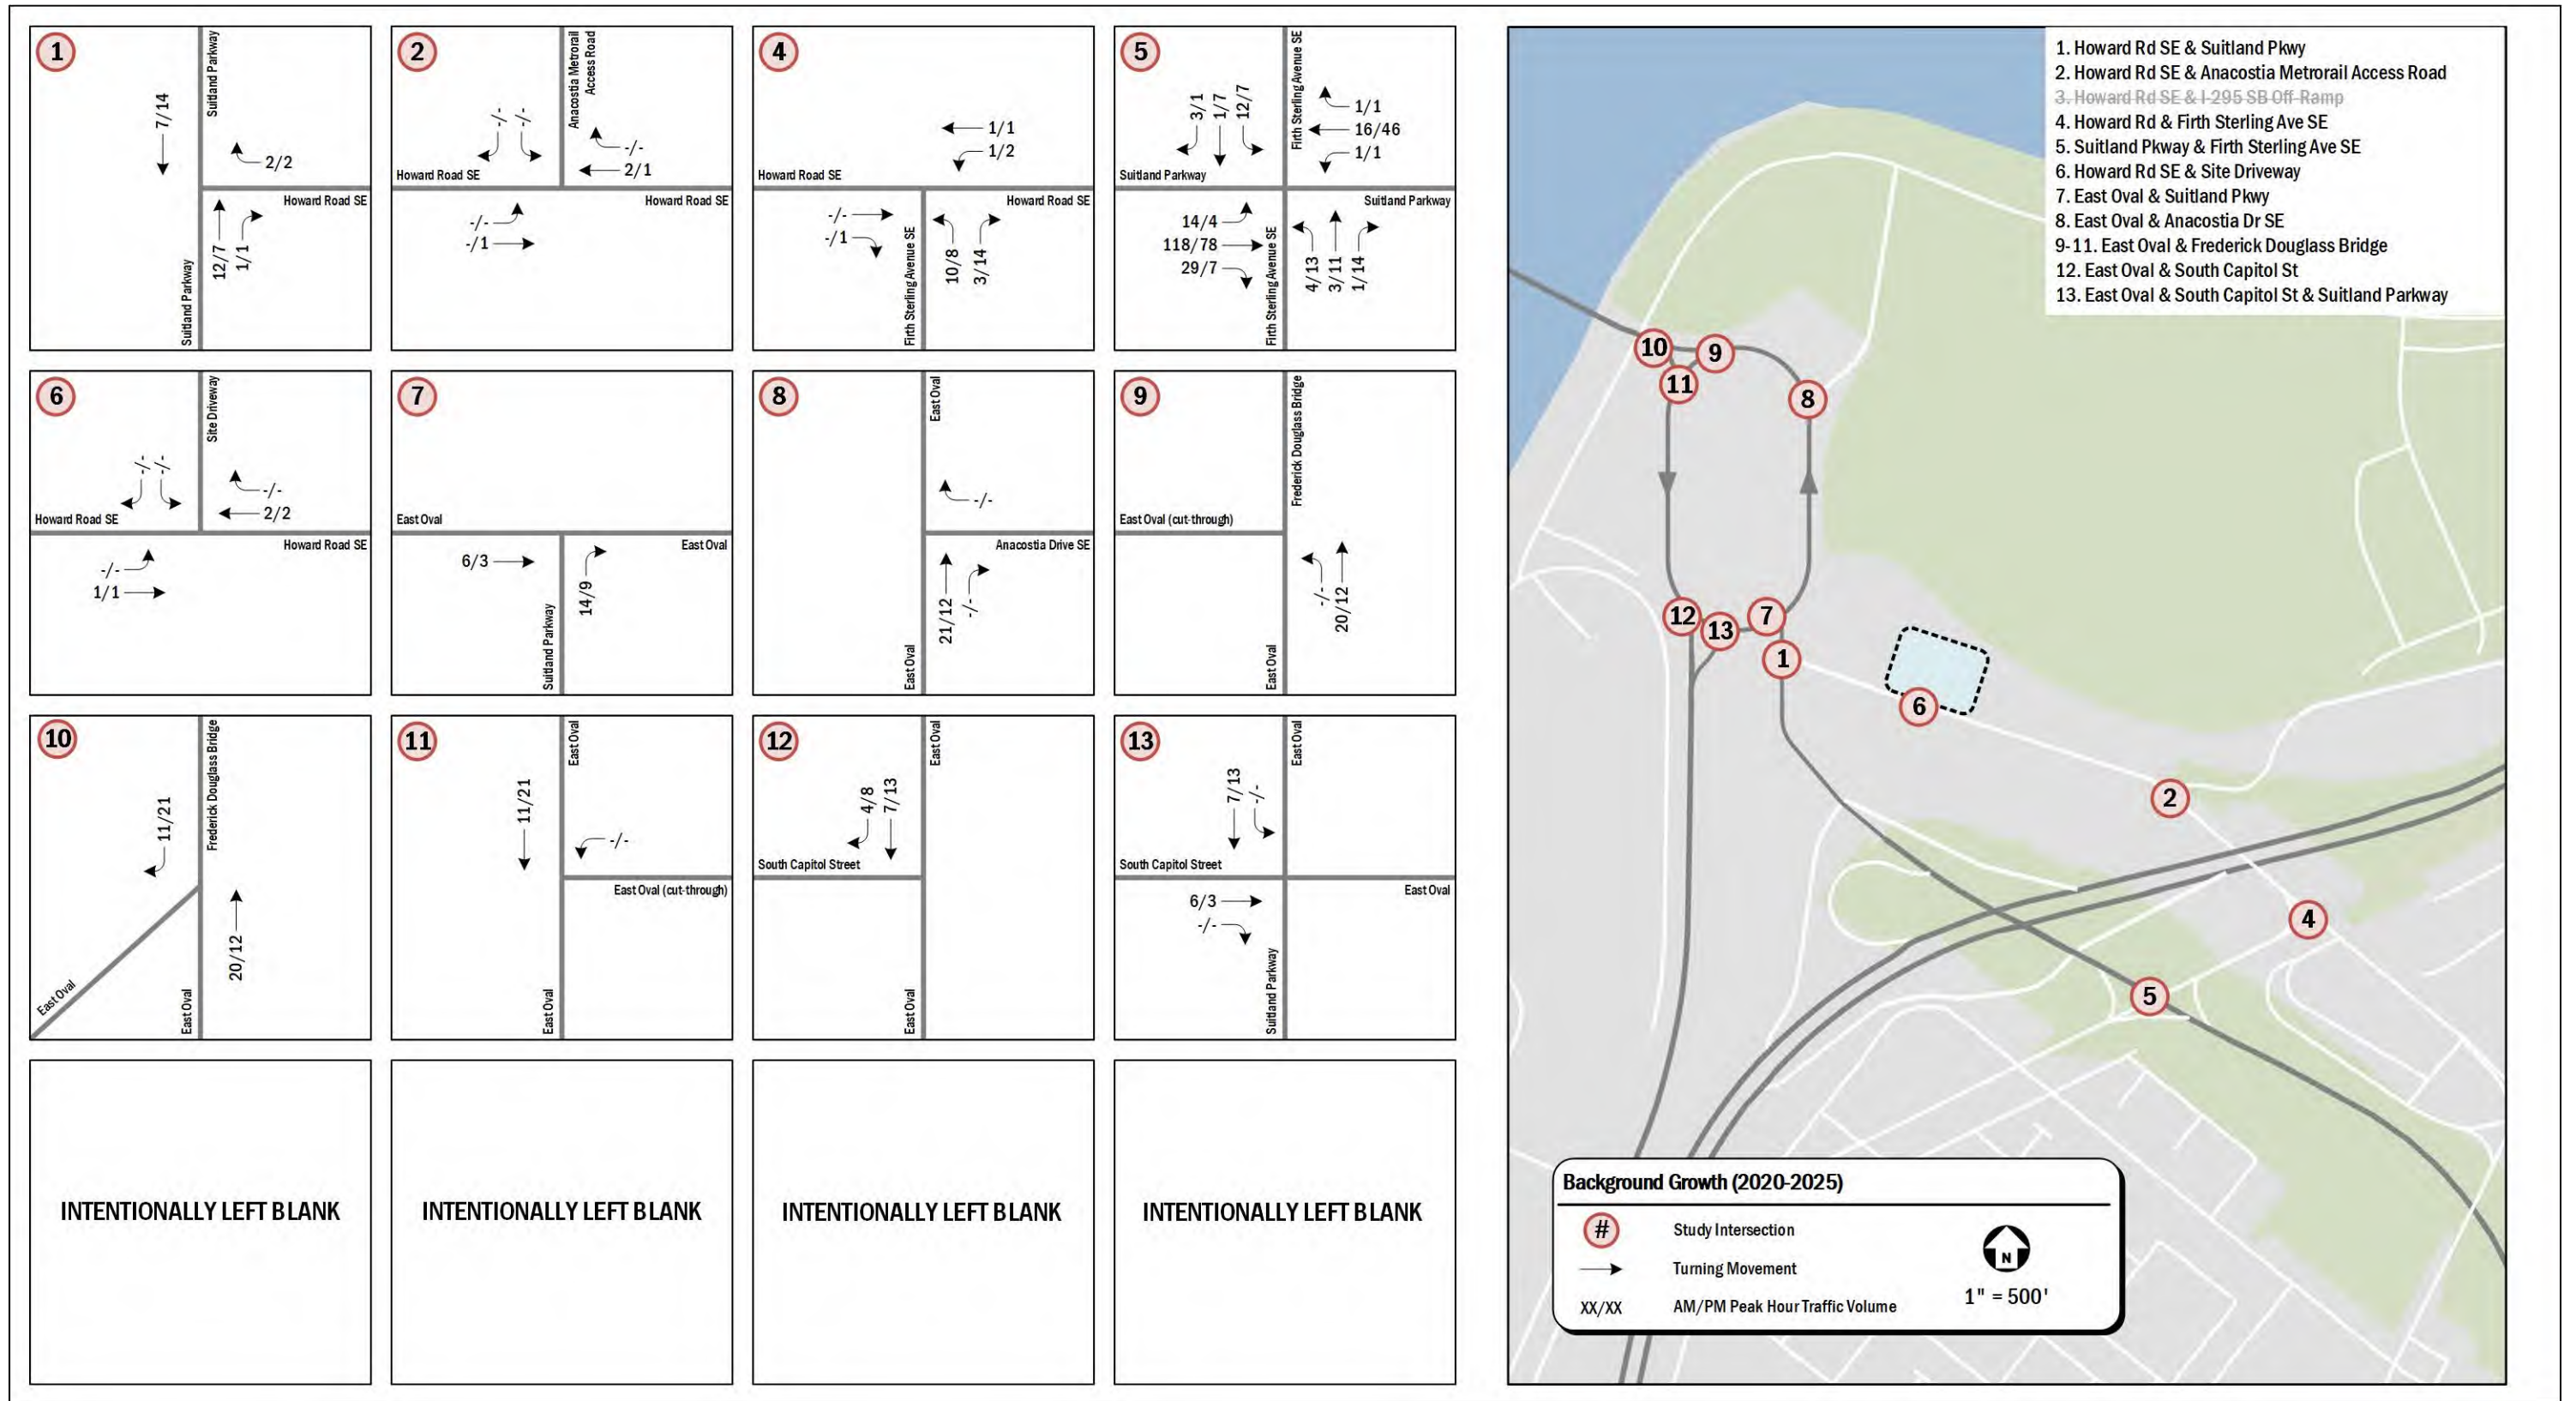 1
Suitland Parkway
7/14
2/2
Howard Road SE
12/7
1/1
Suitland Parkway
2
Anacostia Metrorail
Access Road
-/-
-/-
-/-
2/1
Howard Road SE
Howard Road SE
-/-
-/1
4
1/1
1/2
Howard Road SE
Howard Road SE
-/-
-/1
Firth Sterling Avenue SE
10/8
3/14
5
Firth Sterling Avenue SE
3/1
1/7
12/7
1/1
16/46
1/1
Suitland Parkway
Suitland Parkway
14/4
118/78
29/7
Firth Sterling Avenue SE
4/13
3/11
1/14
6
Site Driveway
-/-
-/-
-/-
2/2
Howard Road SE
Howard Road SE
-/-
1/1
7
East Oval
East Oval
6/3
14/9
Suitland Parkway
8
East Oval
-/-
Anacostia Drive SE
21/12
-/-
East Oval
9
Frederick Douglass Bridge
East Oval (cut-through)
-/-
20/12
East Oval
10
Frederick Douglass Bridge
11/21
20/12
East Oval
East Oval
11
East Oval
11/21
-/-
East Oval (cut-through)
East Oval
12
East Oval
4/8
7/13
South Capitol Street
East Oval
13
East Oval
7/13
-/-
South Capitol Street
East Oval
6/3
-/-
Suitland Parkway
INTENTIONALLY LEFT BLANK
INTENTIONALLY LEFT BLANK
INTENTIONALLY LEFT BLANK
INTENTIONALLY LEFT BLANK
1. Howard Rd SE & Suitland Pkwy
2. Howard Rd SE & Anacostia Metrorail Access Road
3. Howard Rd SE & I-295 SB Off-Ramp
4. Howard Rd & Firth Sterling Ave SE
5. Suitland Pkway & Firth Sterling Ave SE
6. Howard Rd SE & Site Driveway
7. East Oval & Suitland Pkwy
8. East Oval & Anacostia Dr SE
9-11. East Oval & Frederick Douglass Bridge
12. East Oval & South Capitol St
13. East Oval & South Capitol St & Suitland Parkway
10
9
11
8
12
13
7
1
6
2
4
5
Background Growth (2020-2025)
# Study Intersection
Turning Movement
XX/XX AM/PM Peak Hour Traffic Volume
N
1" = 500'